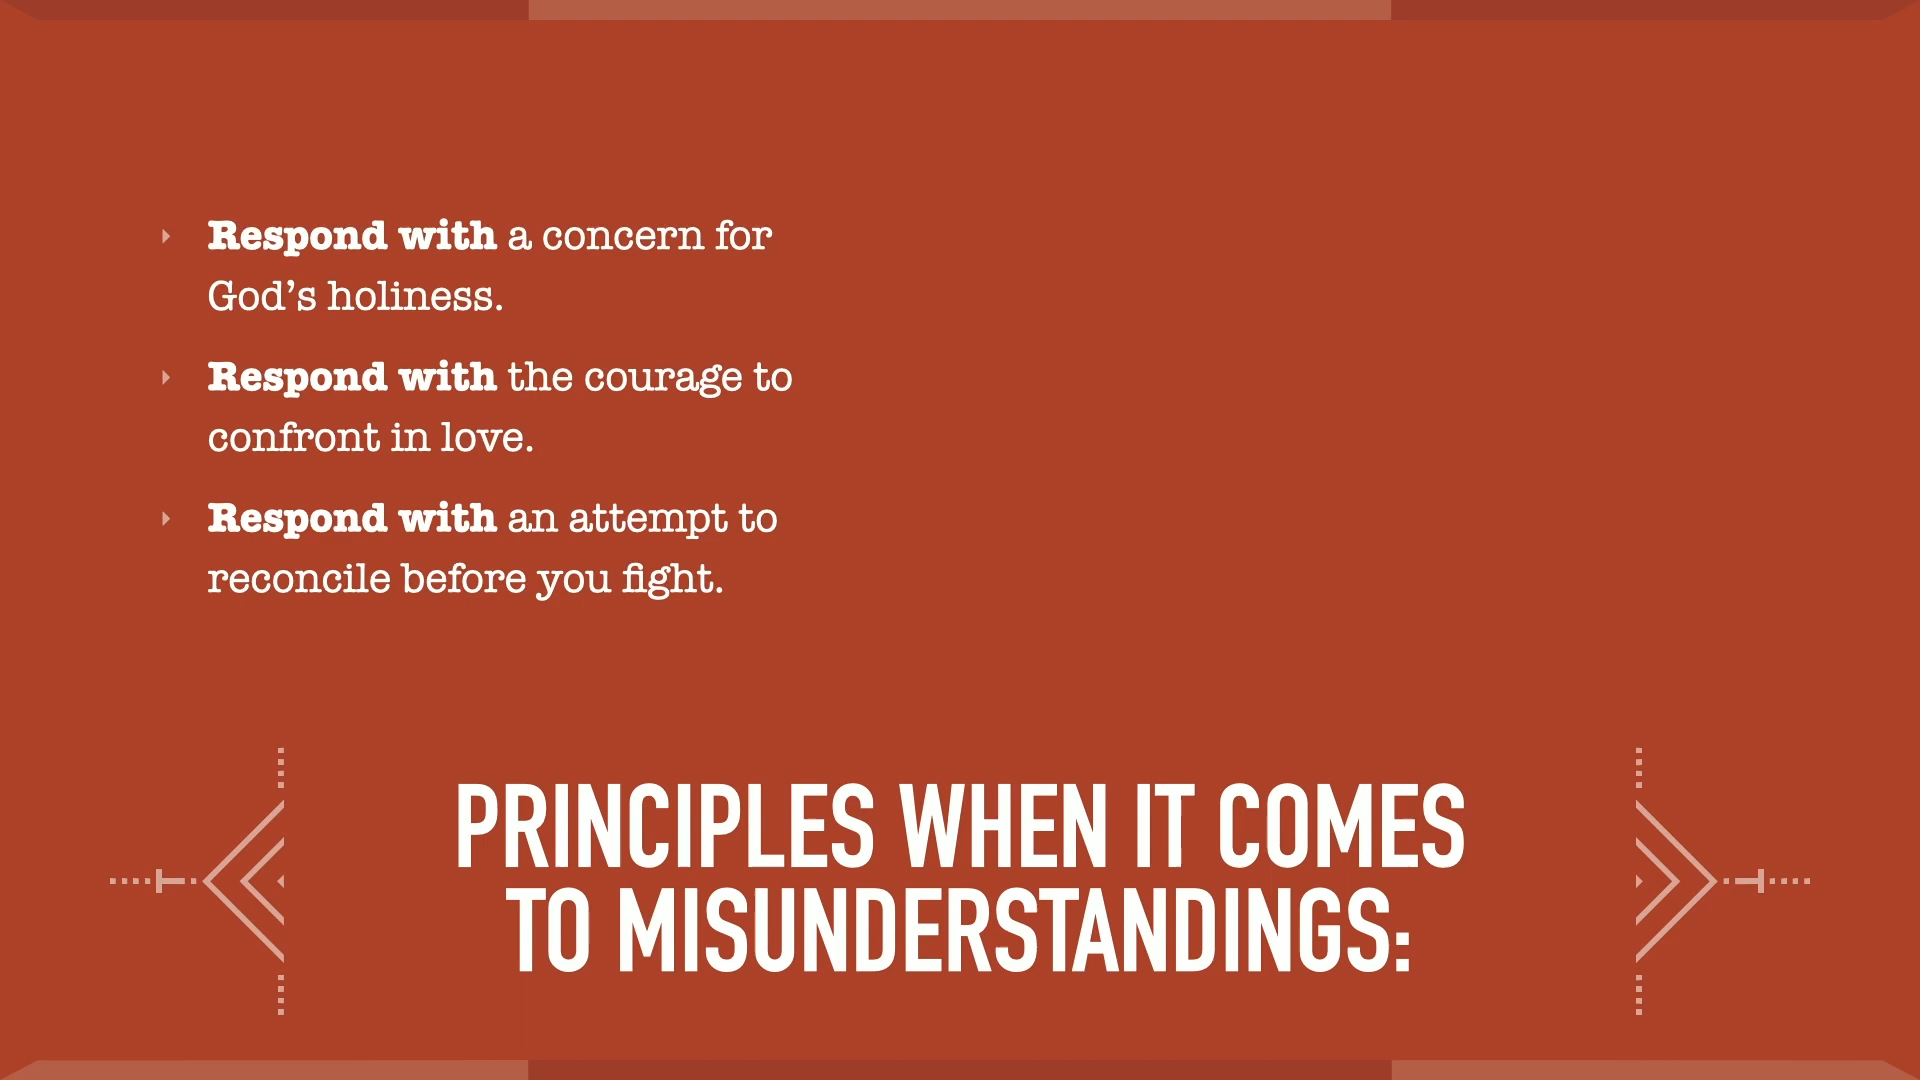 Respond with a concern for
God’s holiness.
Respond with the courage to
confront in love.
Respond with an attempt to
reconcile before you fight.
PRINCIPLES WHEN IT COMES
TO MISUNDERSTANDINGS: